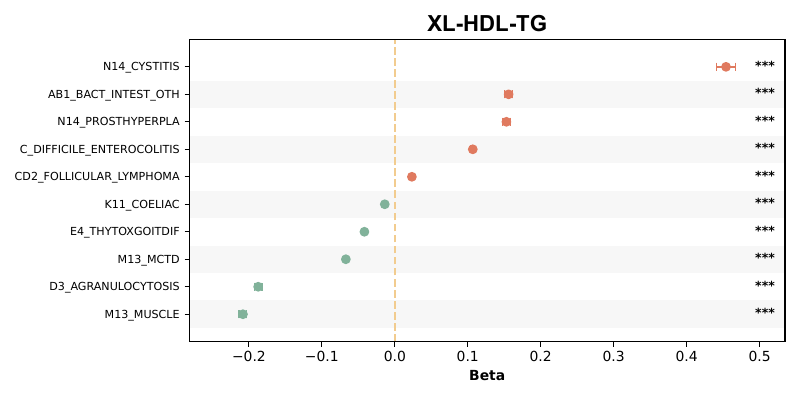 XL-HDL-TG
N14_CYSTITIS ***
AB1_BACT_INTEST_OTH ***
N14_PROSTHYPERPLA ***
C_DIFFICILE_ENTEROCOLITIS ***
CD2_FOLLICULAR_LYMPHOMA ***
K11_COELIAC ***
E4_THYTOXGOITDIF ***
M13_MCTD ***
D3_AGRANULOCYTOSIS ***
M13_MUSCLE ***
−0.2 −0.1 0.0 0.1 0.2 0.3 0.4 0.5
Beta